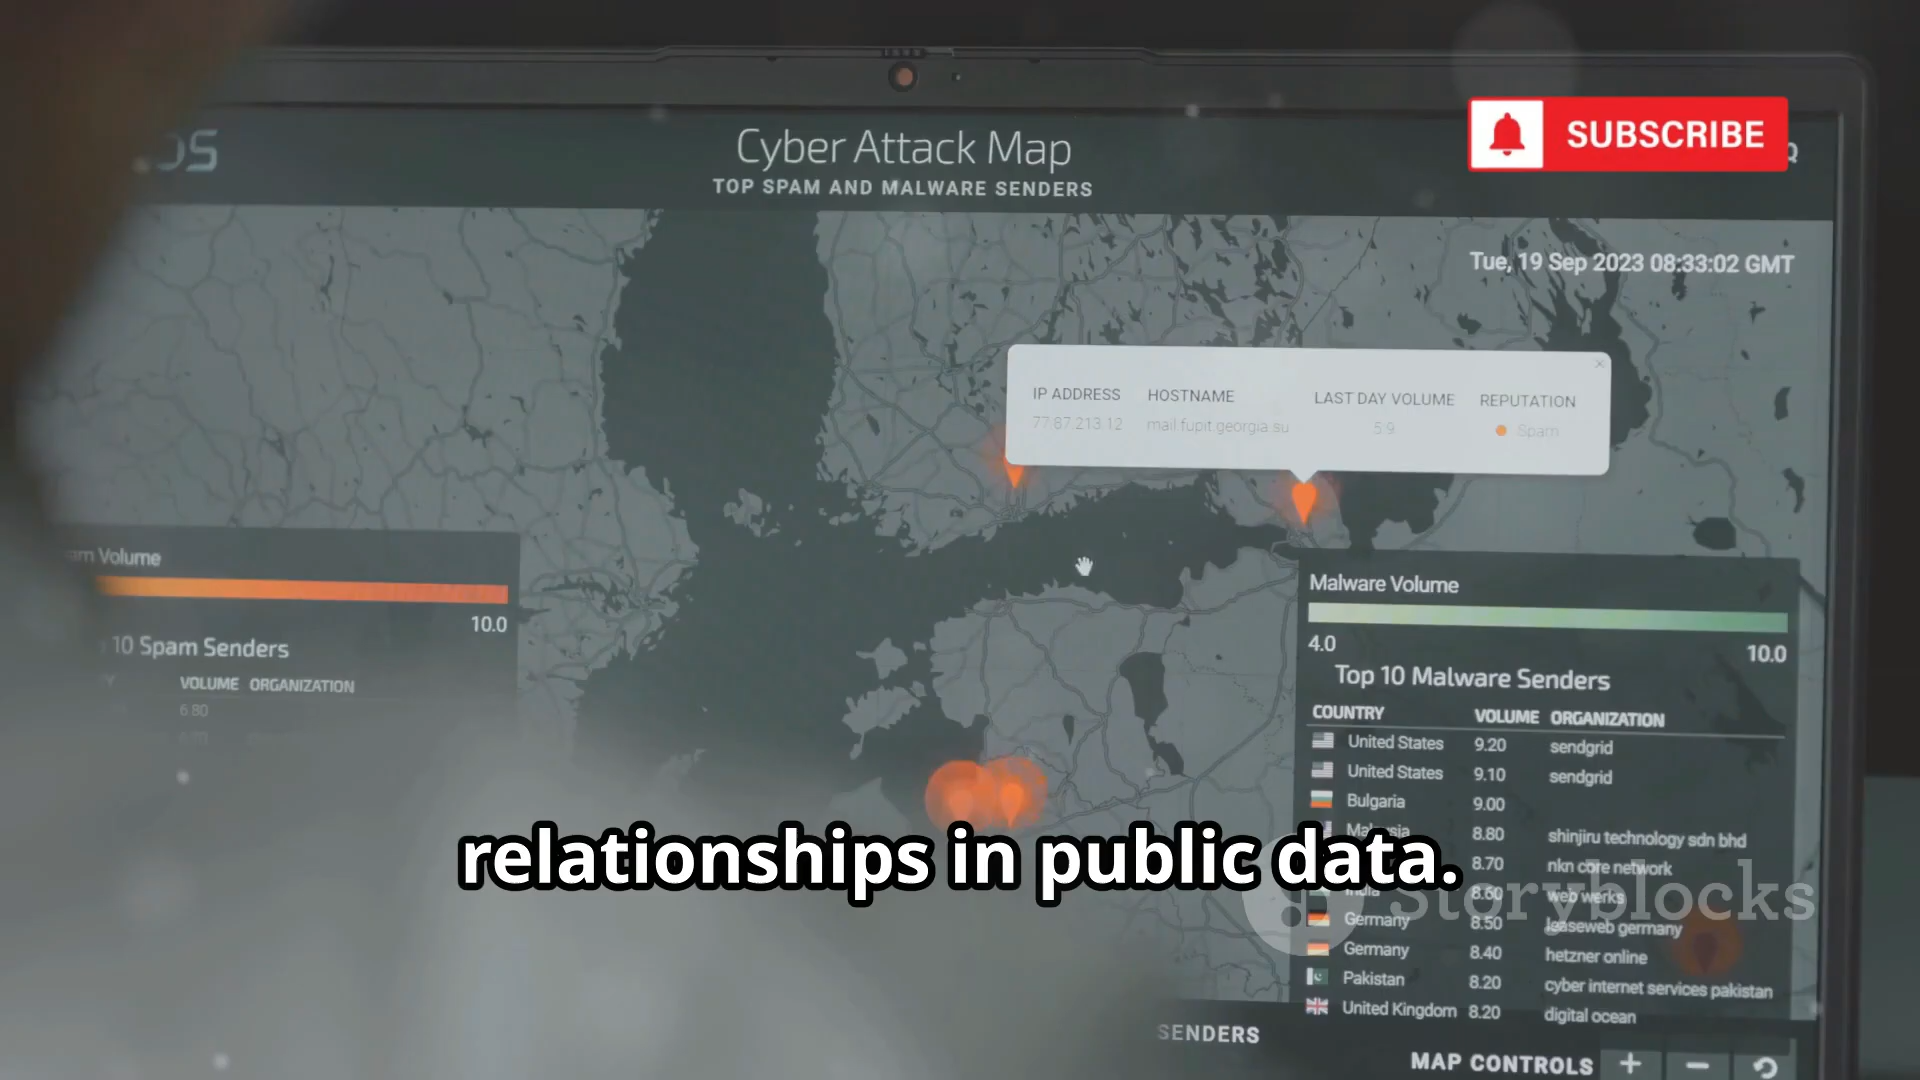 OS
Cyber Attack Map
TOP SPAM AND MALWARE SENDERS
SUBSCRIBE
Tue, 19 Sep 2023 08:33:02 GMT
IP ADDRESS HOSTNAME LAST DAY VOLUME REPUTATION
77.87.213.12 mail.fupit.georgia.su 5.9 Spam
Volume
10.0
10 Spam Senders
VOLUME ORGANIZATION
6.80
Malware Volume
4.0 10.0
Top 10 Malware Senders
COUNTRY VOLUME ORGANIZATION
United States 9.20 sendgrid
United States 9.10 sendgrid
Bulgaria 9.00
Malaysia 8.80 shinjiru technology sdn bhd
8.70 nkn core network
India 8.60 web werks
Germany 8.50 leaseweb germany
Germany 8.40 hetzner online
Pakistan 8.20 cyber internet services pakistan
United Kingdom 8.20 digital ocean
relationships in public data.
Storyblocks
SENDERS
MAP CONTROLS + −